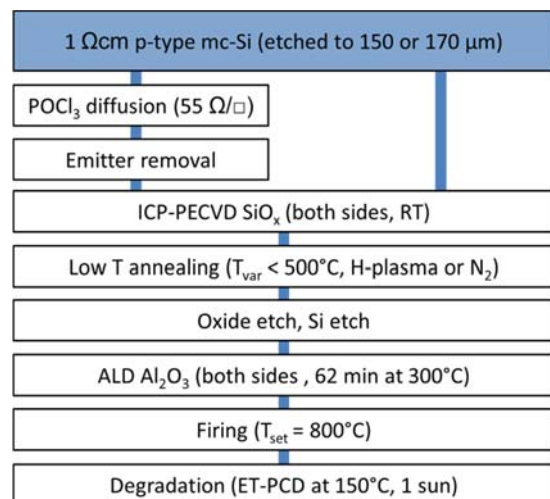 1 Ωcm p-type mc-Si (etched to 150 or 170 µm)
POCl₃ diffusion (55 Ω/□)
Emitter removal
ICP-PECVD SiOₓ (both sides, RT)
Low T annealing (Tᵥₐᵣ < 500°C, H-plasma or N₂)
Oxide etch, Si etch
ALD Al₂O₃ (both sides , 62 min at 300°C)
Firing (Tₛₑₜ = 800°C)
Degradation (ET-PCD at 150°C, 1 sun)